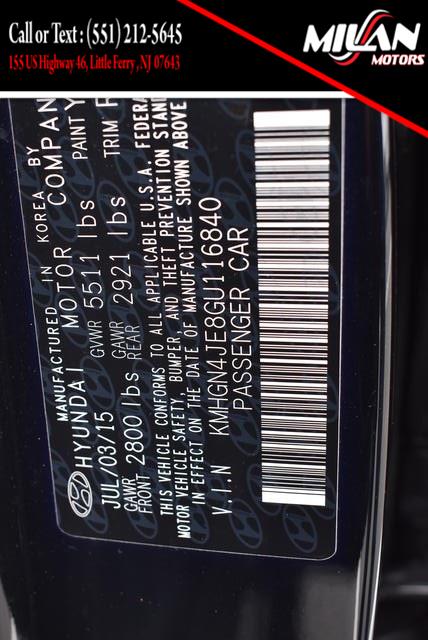 Call or Text : (551) 212-5645
155 US Highway 46, Little Ferry , NJ 07643
MILAN
MOTORS
MANUFACTURED IN KOREA BY
HYUNDAI MOTOR COMPAN
JUL/03/15 GVWR 5511 lbs PAINT
GAWR FRONT 2800 lbs GAWR REAR 2921 lbs TRIM
THIS VEHICLE CONFORMS TO ALL APPLICABLE U.S.A. FEDERA
MOTOR VEHICLE SAFETY, BUMPER, AND THEFT PREVENTION STAN
IN EFFECT ON THE DATE OF MANUFACTURE SHOWN ABOVE
V.I.N KMHGN4JE8GU116840
PASSENGER CAR